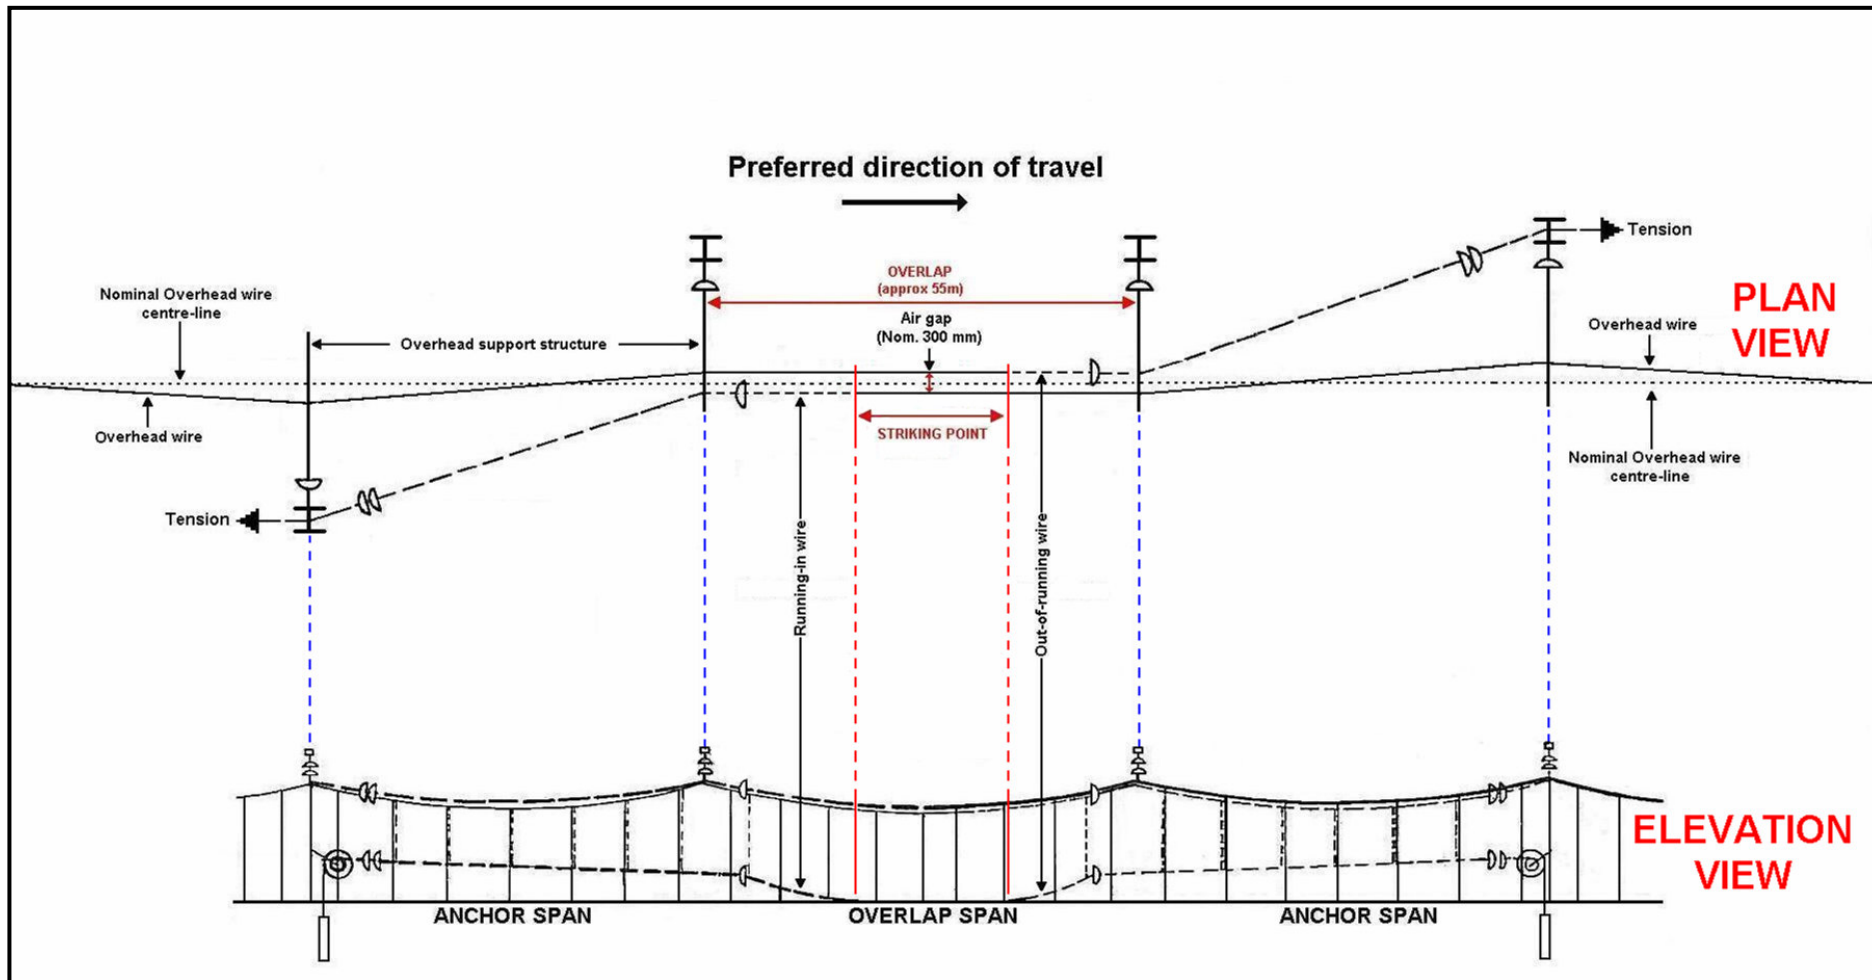 Preferred direction of travel
Tension
OVERLAP
(approx 55m)
Nominal Overhead wire
centre-line
Air gap
(Nom. 300 mm)
Overhead support structure
PLAN
VIEW
Overhead wire
Overhead wire
STRIKING POINT
Nominal Overhead wire
centre-line
Tension
Running-in wire
Out-of-running wire
ELEVATION
VIEW
ANCHOR SPAN
OVERLAP SPAN
ANCHOR SPAN